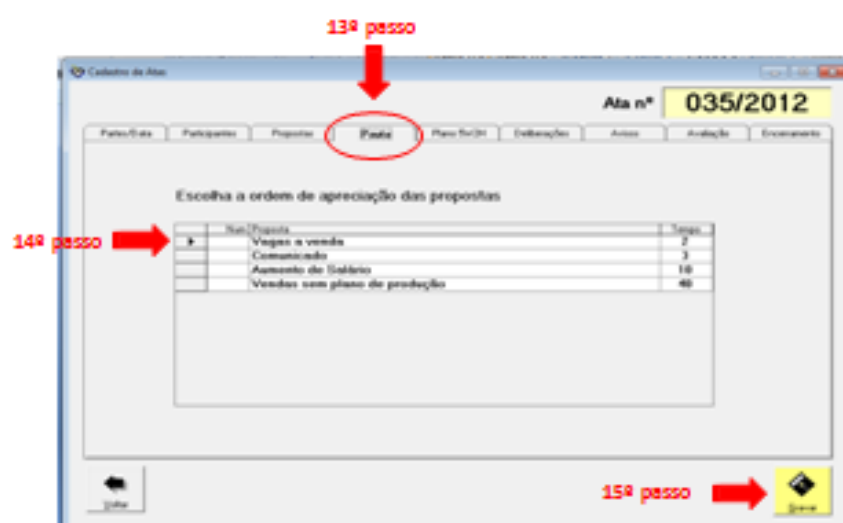 13º passo
Cadastro de Atas
Ata nº 035/2012
Partes/Data Participantes Propostas Pauta Plano 5W2H Deliberações Avisos Avaliação Encerramento
Escolha a ordem de apreciação das propostas
14º passo
Num Proposta Tempo
Vagas a venda 2
Comunicado 3
Aumento de Salário 10
Vendas sem plano de produção 40
Voltar
15º passo
Gravar